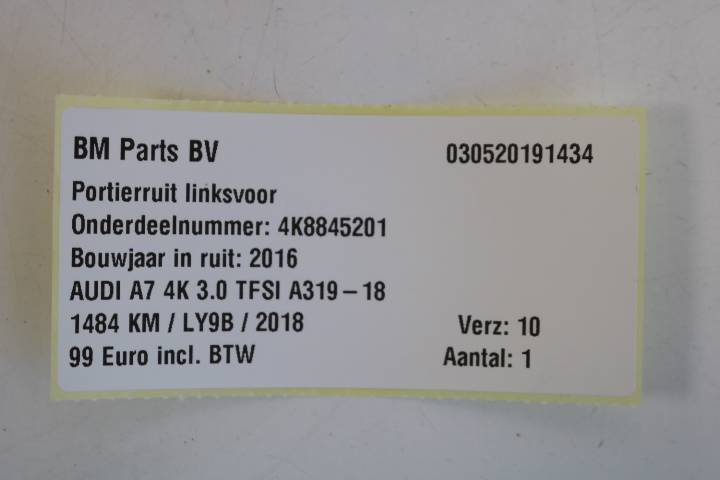 BM Parts BV 030520191434
Portierruit linksvoor
Onderdeelnummer: 4K8845201
Bouwjaar in ruit: 2016
AUDI A7 4K 3.0 TFSI A319-18
1484 KM / LY9B / 2018 Verz: 10
99 Euro incl. BTW Aantal: 1